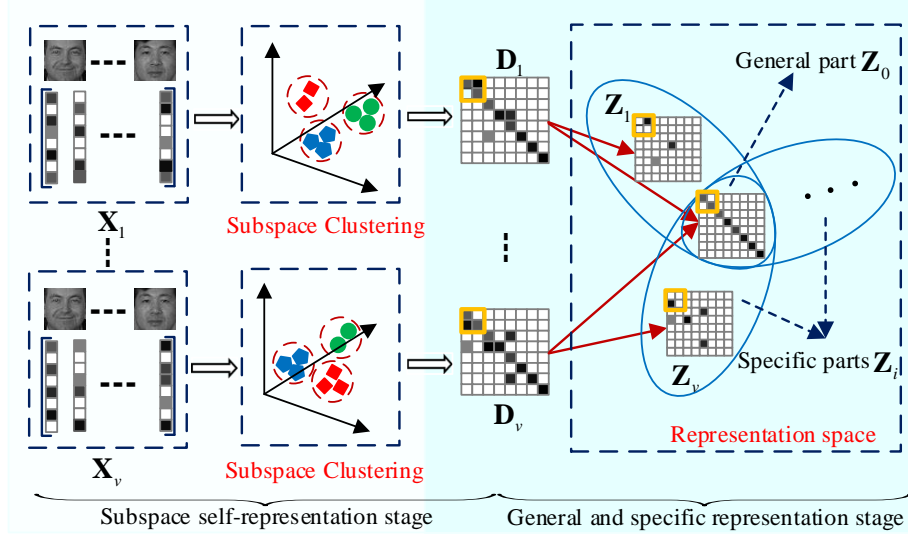 D1
General part Z0
Z1
Subspace Clustering
X1
Specific parts Zi
Zv
Dv
Representation space
Subspace Clustering
Xv
Subspace self-representation stage
General and specific representation stage